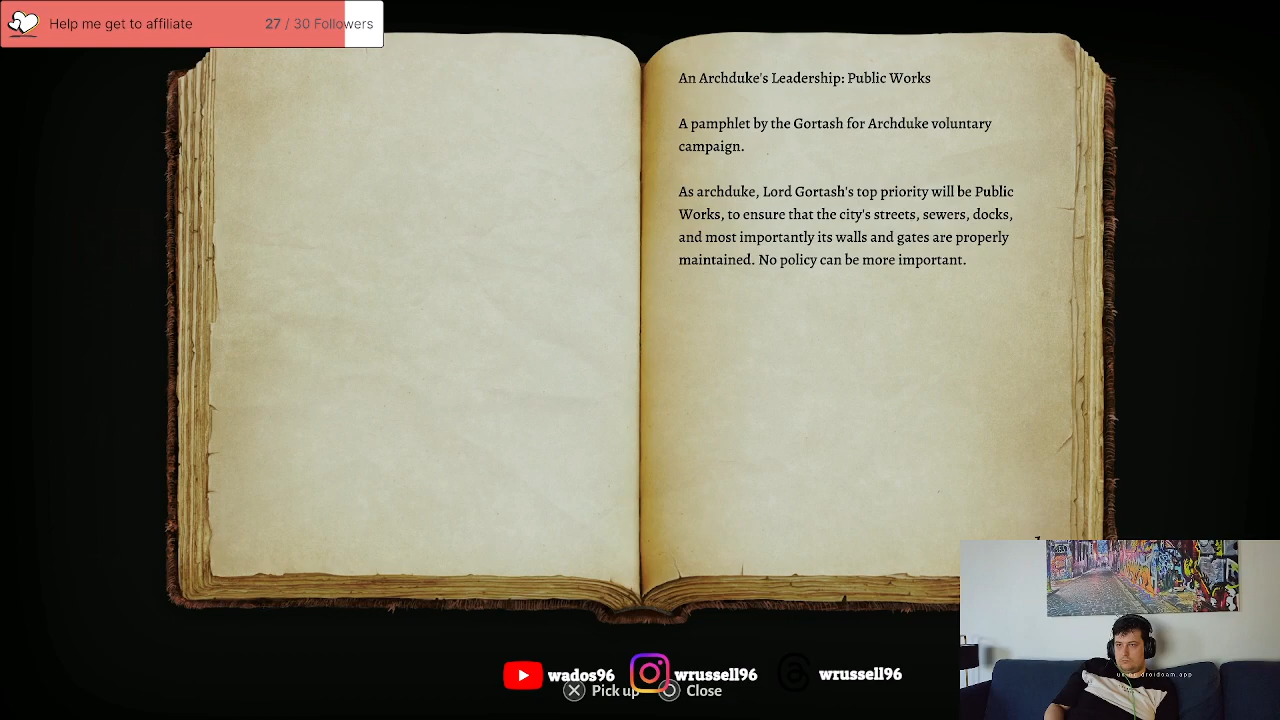 Help me get to affiliate
27 / 30 Followers
An Archduke's Leadership: Public Works
A pamphlet by the Gortash for Archduke voluntary
campaign.
As archduke, Lord Gortash's top priority will be Public
Works, to ensure that the city's streets, sewers, docks,
and most importantly its walls and gates are properly
maintained. No policy can be more important.
wados96
wrussell96
wrussell96
Pick up
Close